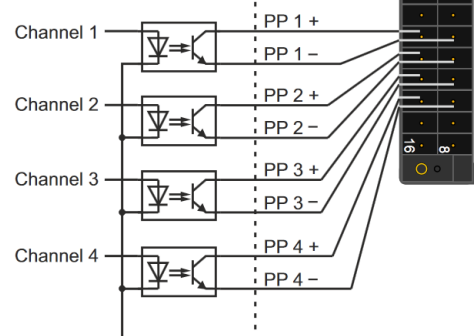 Channel 1
PP 1 +
PP 1 −
Channel 2
PP 2 +
PP 2 −
Channel 3
PP 3 +
PP 3 −
Channel 4
PP 4 +
PP 4 −
16 8